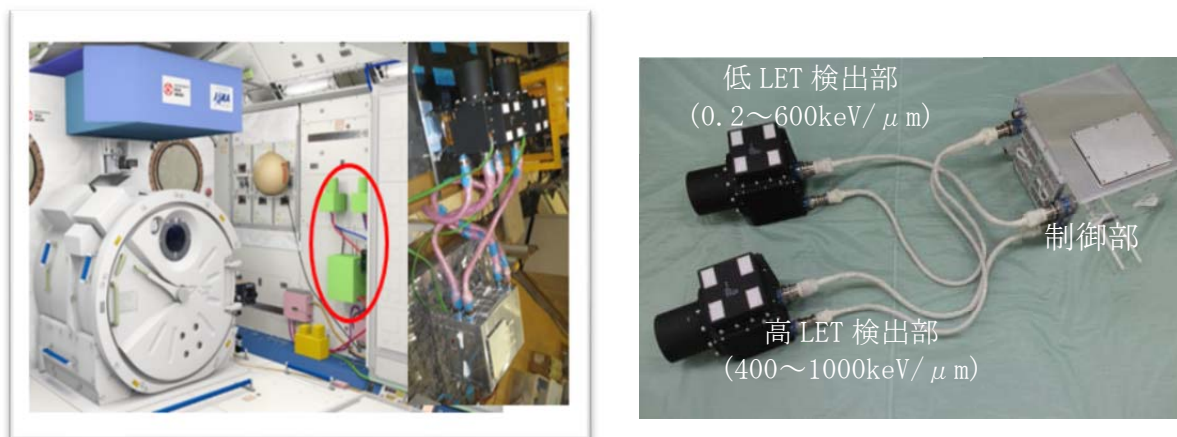 JAXA
低 LET 検出部
(0.2～600keV/μm)
制御部
高 LET 検出部
(400～1000keV/μm)